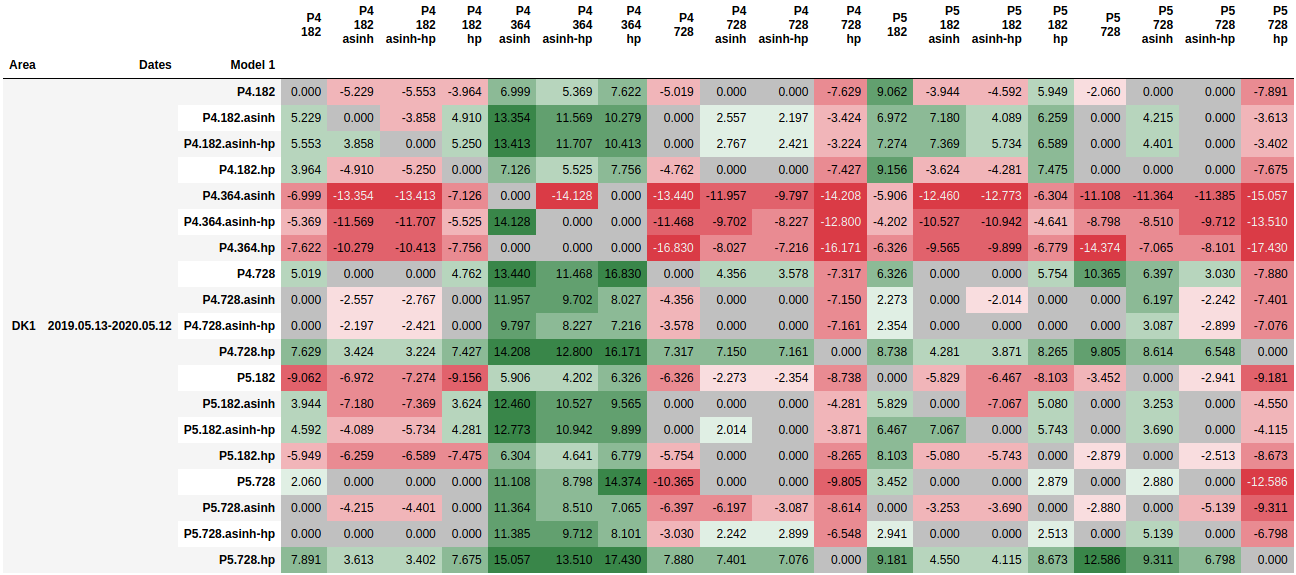 P4 182 P4 182 asinh P4 182 asinh-hp P4 182 hp P4 364 asinh P4 364 asinh-hp P4 364 hp P4 728 P4 728 asinh P4 728 asinh-hp P4 728 hp P5 182 P5 182 asinh P5 182 asinh-hp P5 182 hp P5 728 P5 728 asinh P5 728 asinh-hp P5 728 hp
Area Dates Model 1
P4.182 0.000 -5.229 -5.553 -3.964 6.999 5.369 7.622 -5.019 0.000 0.000 -7.629 9.062 -3.944 -4.592 5.949 -2.060 0.000 0.000 -7.891
P4.182.asinh 5.229 0.000 -3.858 4.910 13.354 11.569 10.279 0.000 2.557 2.197 -3.424 6.972 7.180 4.089 6.259 0.000 4.215 0.000 -3.613
P4.182.asinh-hp 5.553 3.858 0.000 5.250 13.413 11.707 10.413 0.000 2.767 2.421 -3.224 7.274 7.369 5.734 6.589 0.000 4.401 0.000 -3.402
P4.182.hp 3.964 -4.910 -5.250 0.000 7.126 5.525 7.756 -4.762 0.000 0.000 -7.427 9.156 -3.624 -4.281 7.475 0.000 0.000 0.000 -7.675
P4.364.asinh -6.999 -13.354 -13.413 -7.126 0.000 -14.128 0.000 -13.440 -11.957 -9.797 -14.208 -5.906 -12.460 -12.773 -6.304 -11.108 -11.364 -11.385 -15.057
P4.364.asinh-hp -5.369 -11.569 -11.707 -5.525 14.128 0.000 0.000 -11.468 -9.702 -8.227 -12.800 -4.202 -10.527 -10.942 -4.641 -8.798 -8.510 -9.712 -13.510
P4.364.hp -7.622 -10.279 -10.413 -7.756 0.000 0.000 0.000 -16.830 -8.027 -7.216 -16.171 -6.326 -9.565 -9.899 -6.779 -14.374 -7.065 -8.101 -17.430
P4.728 5.019 0.000 0.000 4.762 13.440 11.468 16.830 0.000 4.356 3.578 -7.317 6.326 0.000 0.000 5.754 10.365 6.397 3.030 -7.880
P4.728.asinh 0.000 -2.557 -2.767 0.000 11.957 9.702 8.027 -4.356 0.000 0.000 -7.150 2.273 0.000 -2.014 0.000 0.000 6.197 -2.242 -7.401
DK1 2019.05.13-2020.05.12 P4.728.asinh-hp 0.000 -2.197 -2.421 0.000 9.797 8.227 7.216 -3.578 0.000 0.000 -7.161 2.354 0.000 0.000 0.000 0.000 3.087 -2.899 -7.076
P4.728.hp 7.629 3.424 3.224 7.427 14.208 12.800 16.171 7.317 7.150 7.161 0.000 8.738 4.281 3.871 8.265 9.805 8.614 6.548 0.000
P5.182 -9.062 -6.972 -7.274 -9.156 5.906 4.202 6.326 -6.326 -2.273 -2.354 -8.738 0.000 -5.829 -6.467 -8.103 -3.452 0.000 -2.941 -9.181
P5.182.asinh 3.944 -7.180 -7.369 3.624 12.460 10.527 9.565 0.000 0.000 0.000 -4.281 5.829 0.000 -7.067 5.080 0.000 3.253 0.000 -4.550
P5.182.asinh-hp 4.592 -4.089 -5.734 4.281 12.773 10.942 9.899 0.000 2.014 0.000 -3.871 6.467 7.067 0.000 5.743 0.000 3.690 0.000 -4.115
P5.182.hp -5.949 -6.259 -6.589 -7.475 6.304 4.641 6.779 -5.754 0.000 0.000 -8.265 8.103 -5.080 -5.743 0.000 -2.879 0.000 -2.513 -8.673
P5.728 2.060 0.000 0.000 0.000 11.108 8.798 14.374 -10.365 0.000 0.000 -9.805 3.452 0.000 0.000 2.879 0.000 2.880 0.000 -12.586
P5.728.asinh 0.000 -4.215 -4.401 0.000 11.364 8.510 7.065 -6.397 -6.197 -3.087 -8.614 0.000 -3.253 -3.690 0.000 -2.880 0.000 -5.139 -9.311
P5.728.asinh-hp 0.000 0.000 0.000 0.000 11.385 9.712 8.101 -3.030 2.242 2.899 -6.548 2.941 0.000 0.000 2.513 0.000 5.139 0.000 -6.798
P5.728.hp 7.891 3.613 3.402 7.675 15.057 13.510 17.430 7.880 7.401 7.076 0.000 9.181 4.550 4.115 8.673 12.586 9.311 6.798 0.000